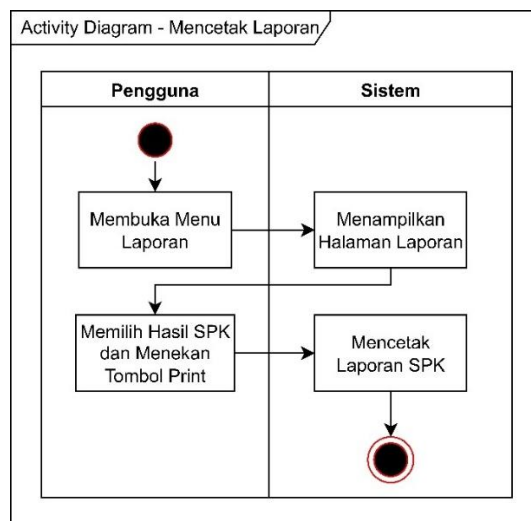 Activity Diagram - Mencetak Laporan
Pengguna
Sistem
Membuka Menu
Laporan
Menampilkan
Halaman Laporan
Memilih Hasil SPK
dan Menekan
Tombol Print
Mencetak
Laporan SPK